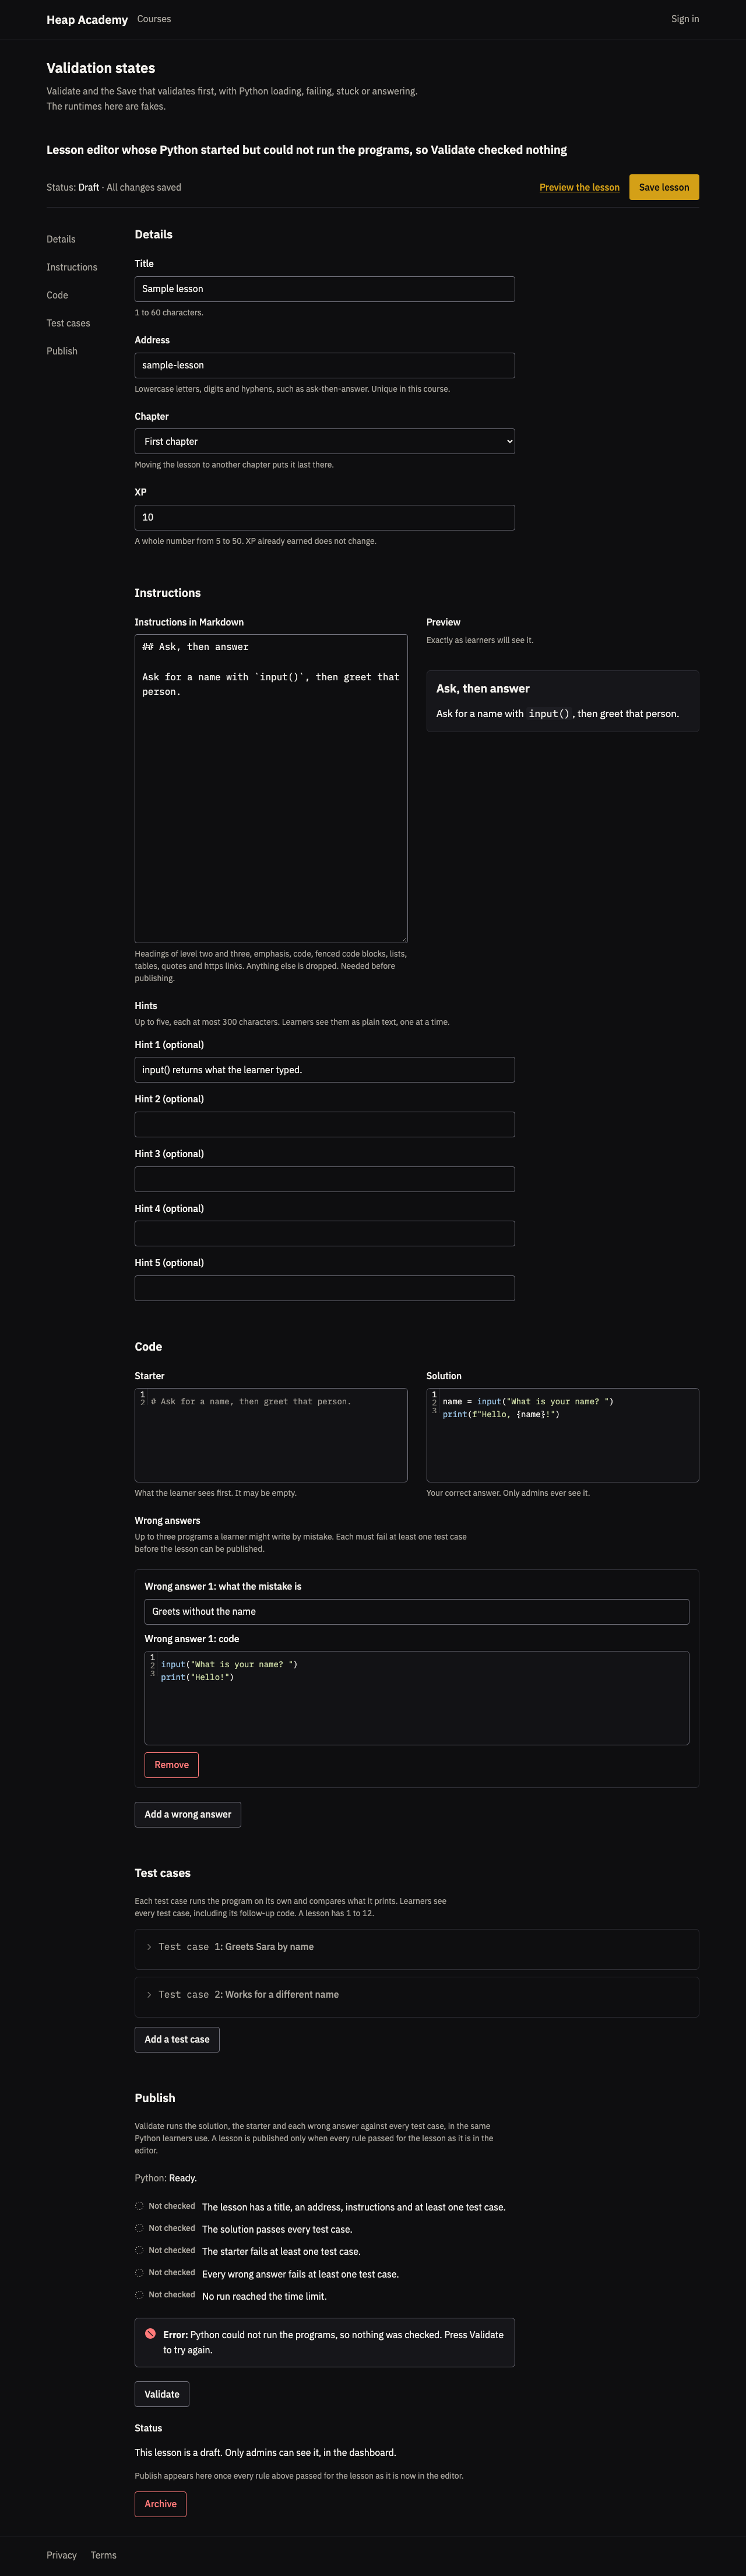 Heap Academy
Courses
Sign in
Validation states
Validate and the Save that validates first, with Python loading, failing, stuck or answering.
The runtimes here are fakes.
Lesson editor whose Python started but could not run the programs, so Validate checked nothing
Status: Draft · All changes saved
Preview the lesson
Save lesson
Details
Instructions
Code
Test cases
Publish
Details
Title
Sample lesson
1 to 60 characters.
Address
sample-lesson
Lowercase letters, digits and hyphens, such as ask-then-answer. Unique in this course.
Chapter
First chapter
Moving the lesson to another chapter puts it last there.
XP
10
A whole number from 5 to 50. XP already earned does not change.
Instructions
Instructions in Markdown
## Ask, then answer
Ask for a name with `input()`, then greet that
person.
Headings of level two and three, emphasis, code, fenced code blocks, lists,
tables, quotes and https links. Anything else is dropped. Needed before
publishing.
Preview
Exactly as learners will see it.
Ask, then answer
Ask for a name with input(), then greet that person.
Hints
Up to five, each at most 300 characters. Learners see them as plain text, one at a time.
Hint 1 (optional)
input() returns what the learner typed.
Hint 2 (optional)
Hint 3 (optional)
Hint 4 (optional)
Hint 5 (optional)
Code
Starter
1
2
# Ask for a name, then greet that person.
What the learner sees first. It may be empty.
Solution
1
2
3
name = input("What is your name? ")
print(f"Hello, {name}!")
Your correct answer. Only admins ever see it.
Wrong answers
Up to three programs a learner might write by mistake. Each must fail at least one test case
before the lesson can be published.
Wrong answer 1: what the mistake is
Greets without the name
Wrong answer 1: code
1
2
3
input("What is your name? ")
print("Hello!")
Remove
Add a wrong answer
Test cases
Each test case runs the program on its own and compares what it prints. Learners see
every test case, including its follow-up code. A lesson has 1 to 12.
Test case 1: Greets Sara by name
Test case 2: Works for a different name
Add a test case
Publish
Validate runs the solution, the starter and each wrong answer against every test case, in the same
Python learners use. A lesson is published only when every rule passed for the lesson as it is in the
editor.
Python: Ready.
Not checked The lesson has a title, an address, instructions and at least one test case.
Not checked The solution passes every test case.
Not checked The starter fails at least one test case.
Not checked Every wrong answer fails at least one test case.
Not checked No run reached the time limit.
Error: Python could not run the programs, so nothing was checked. Press Validate
to try again.
Validate
Status
This lesson is a draft. Only admins can see it, in the dashboard.
Publish appears here once every rule above passed for the lesson as it is now in the editor.
Archive
Privacy
Terms